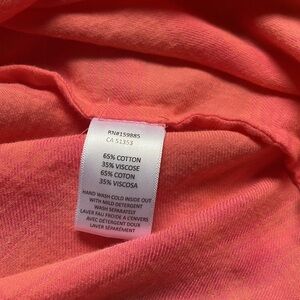 RN#159885
CA 51353
65% COTTON
35% VISCOSE
65% COTON
35% VISCOSA
HAND WASH COLD INSIDE OUT
WITH MILD DETERGENT
WASH SEPARATELY
LAVER FAU FROIDE A L'ENVERS
AVEC DETERGENT DOUX
LAVER SÉPARÉMENT